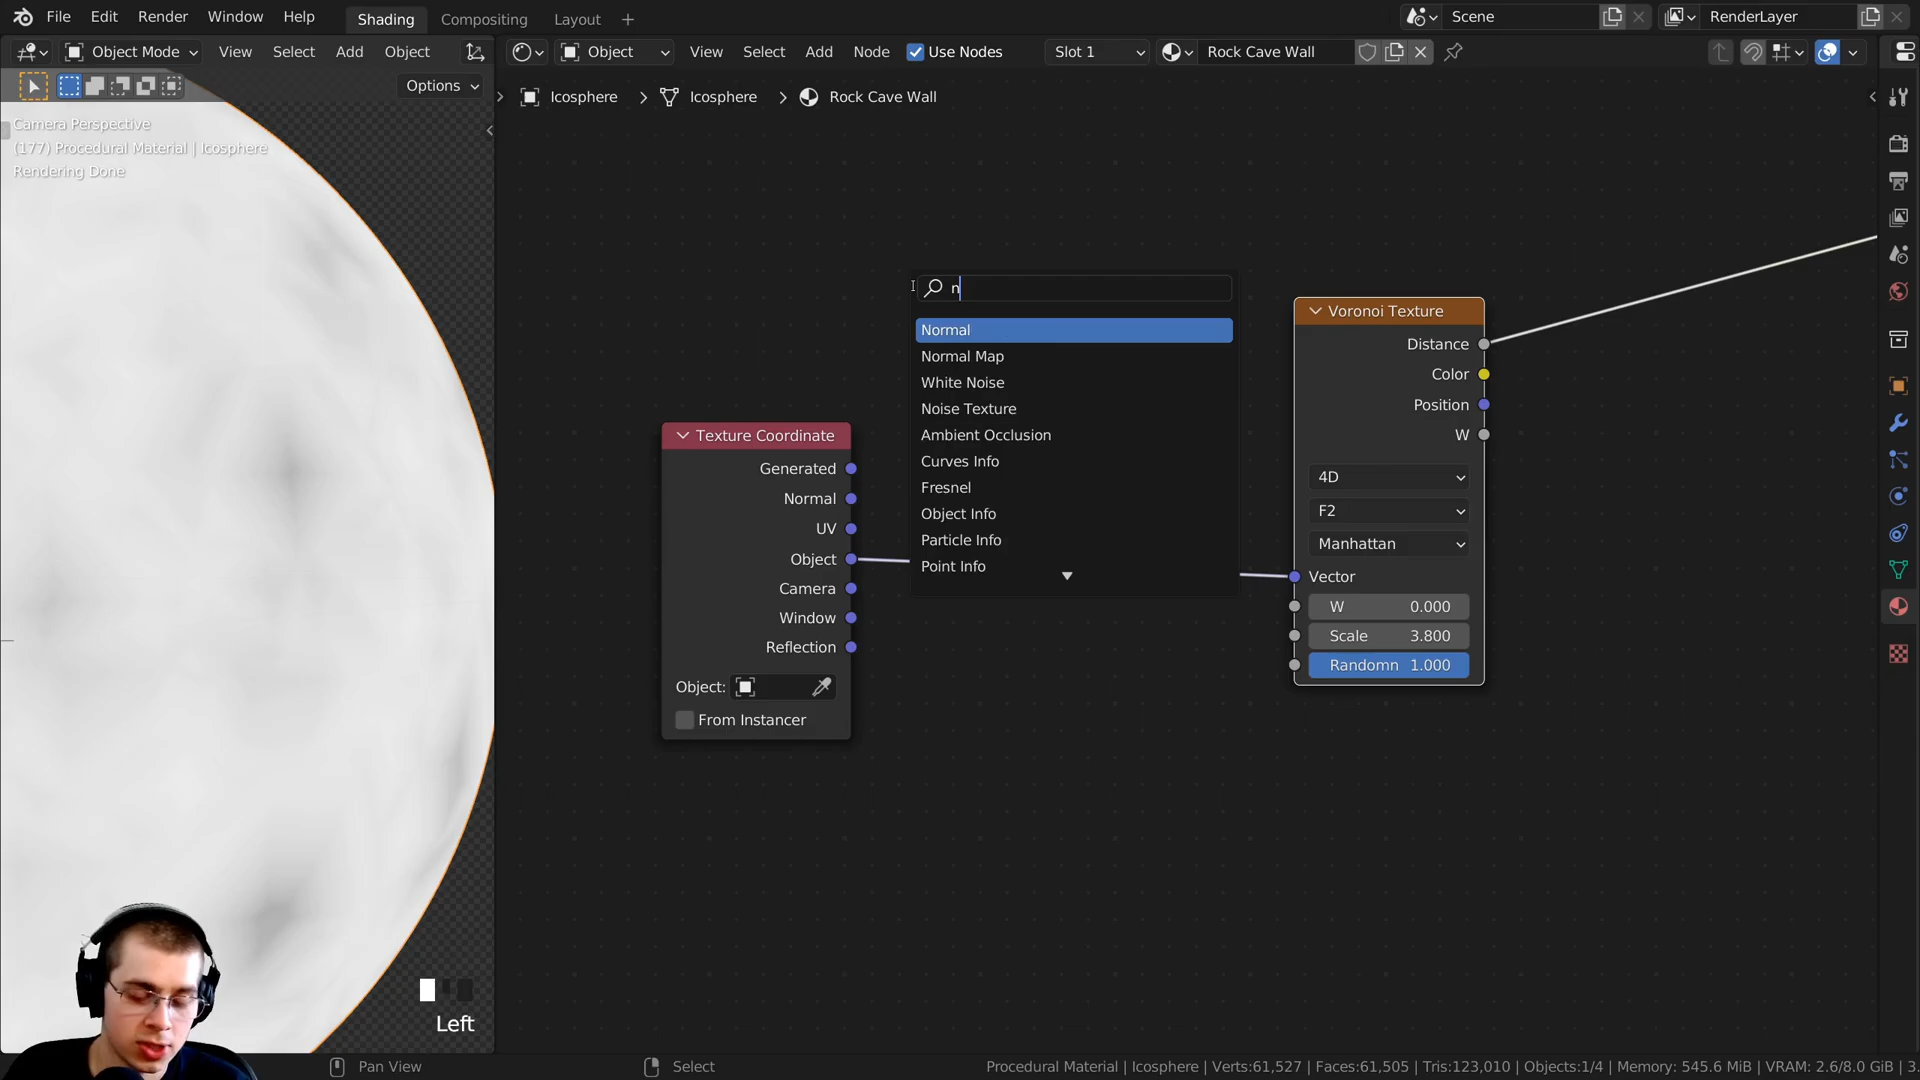 File Edit Render Window Help Shading Compositing Layout + Scene RenderLayer
Object Mode View Select Add Object Object View Select Add Node Use Nodes Slot 1 Rock Cave Wall
Options
Icosphere > Icosphere > Rock Cave Wall
Camera Perspective
(177) Procedural Material | Icosphere
Rendering Done
n
Normal
Normal Map
White Noise
Noise Texture
Ambient Occlusion
Curves Info
Fresnel
Object Info
Particle Info
Point Info
Texture Coordinate
Generated
Normal
UV
Object
Camera
Window
Reflection
Object:
From Instancer
Voronoi Texture
Distance
Color
Position
W
4D
F2
Manhattan
Vector
W 0.000
Scale 3.800
Randomn 1.000
Left
Pan View Select Procedural Material | Icosphere | Verts:61,527 | Faces:61,505 | Tris:123,010 | Objects:1/4 | Memory: 545.6 MiB | VRAM: 2.6/8.0 GiB | 3.